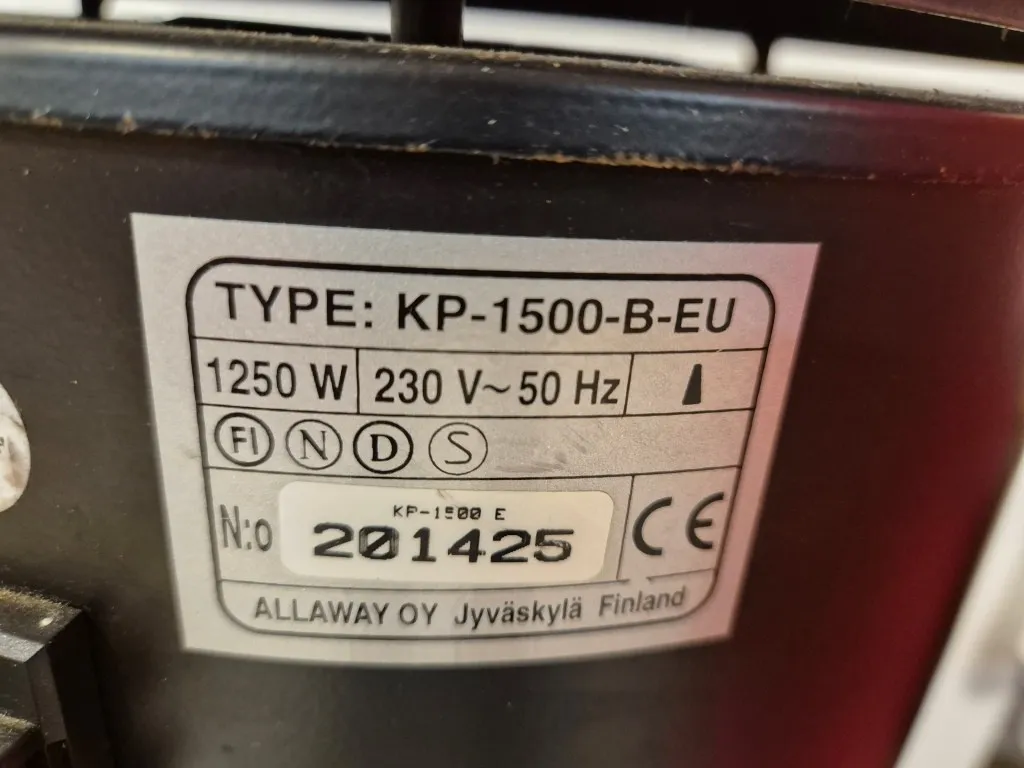 TYPE: KP-1500-B-EU
1250 W 230 V~50 Hz
FI N D S
N:o KP-1500 E 201425 CE
ALLAWAY OY Jyväskylä Finland